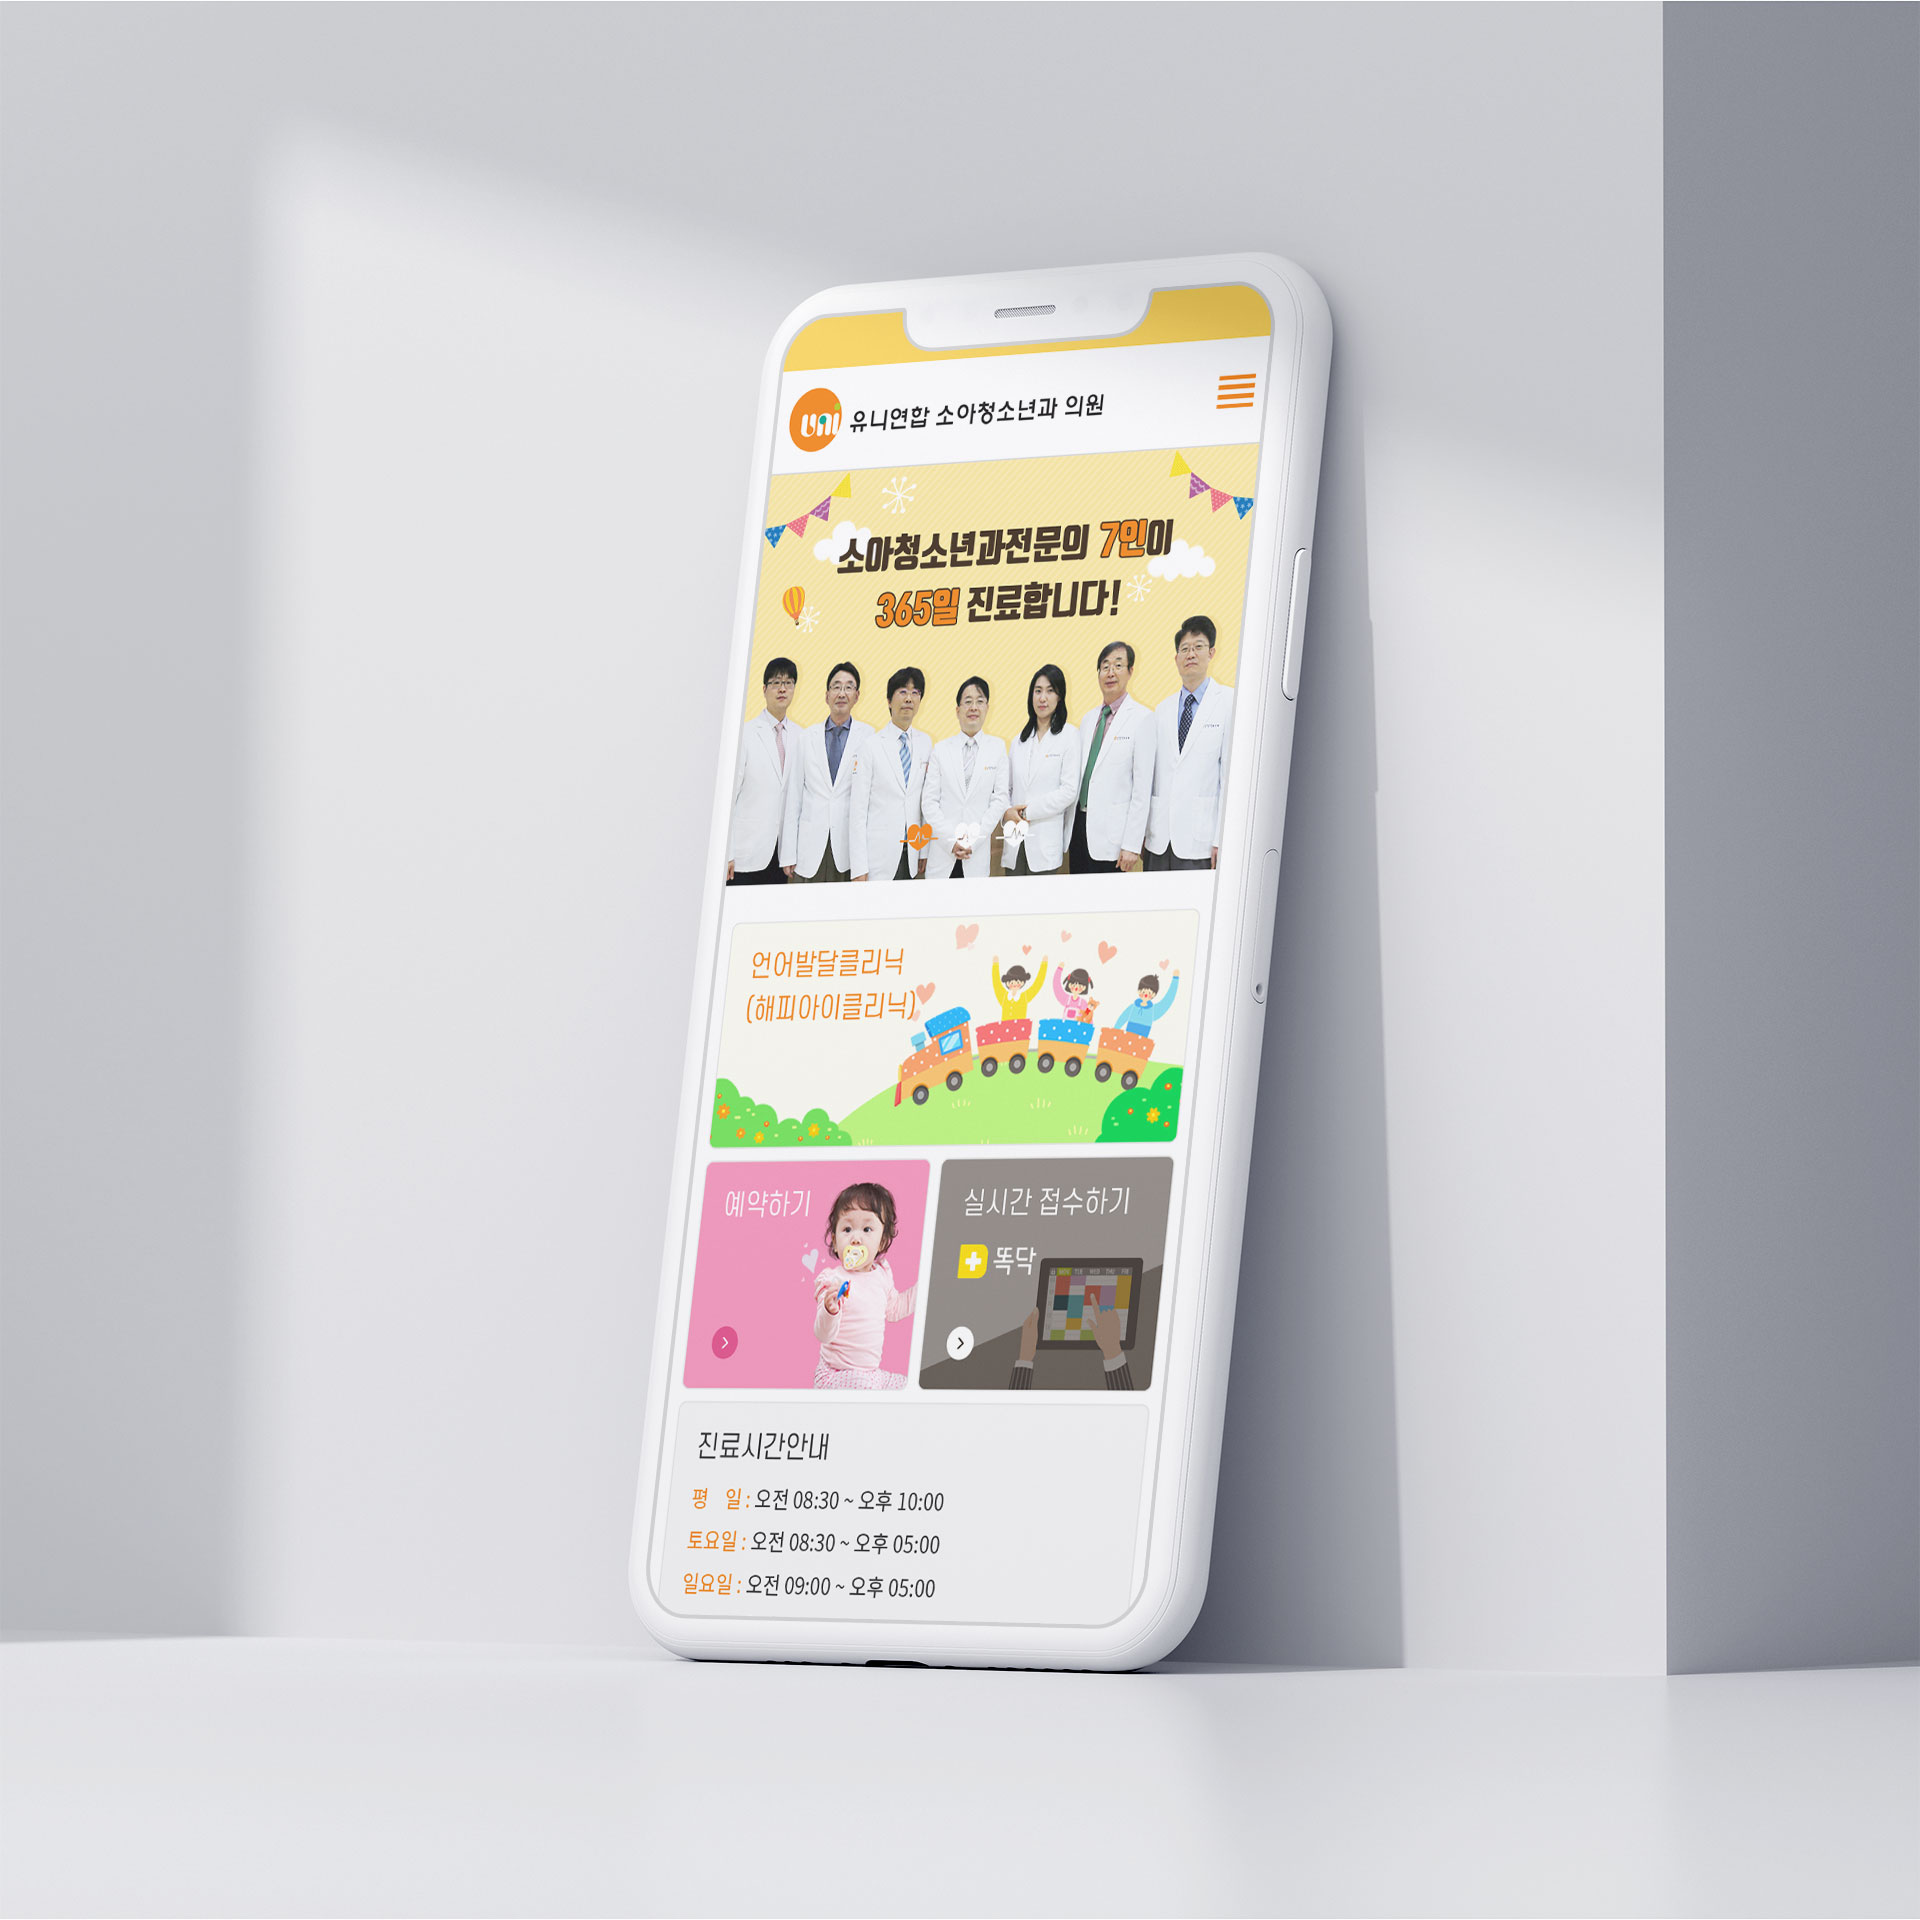 uni 유니연합 소아청소년과 의원
소아청소년과전문의 7인이
365일 진료합니다!
언어발달클리닉
(해피아이클리닉)
예약하기
실시간 접수하기
똑닥
진료시간안내
평 일 : 오전 08:30 ~ 오후 10:00
토요일 : 오전 08:30 ~ 오후 05:00
일요일 : 오전 09:00 ~ 오후 05:00